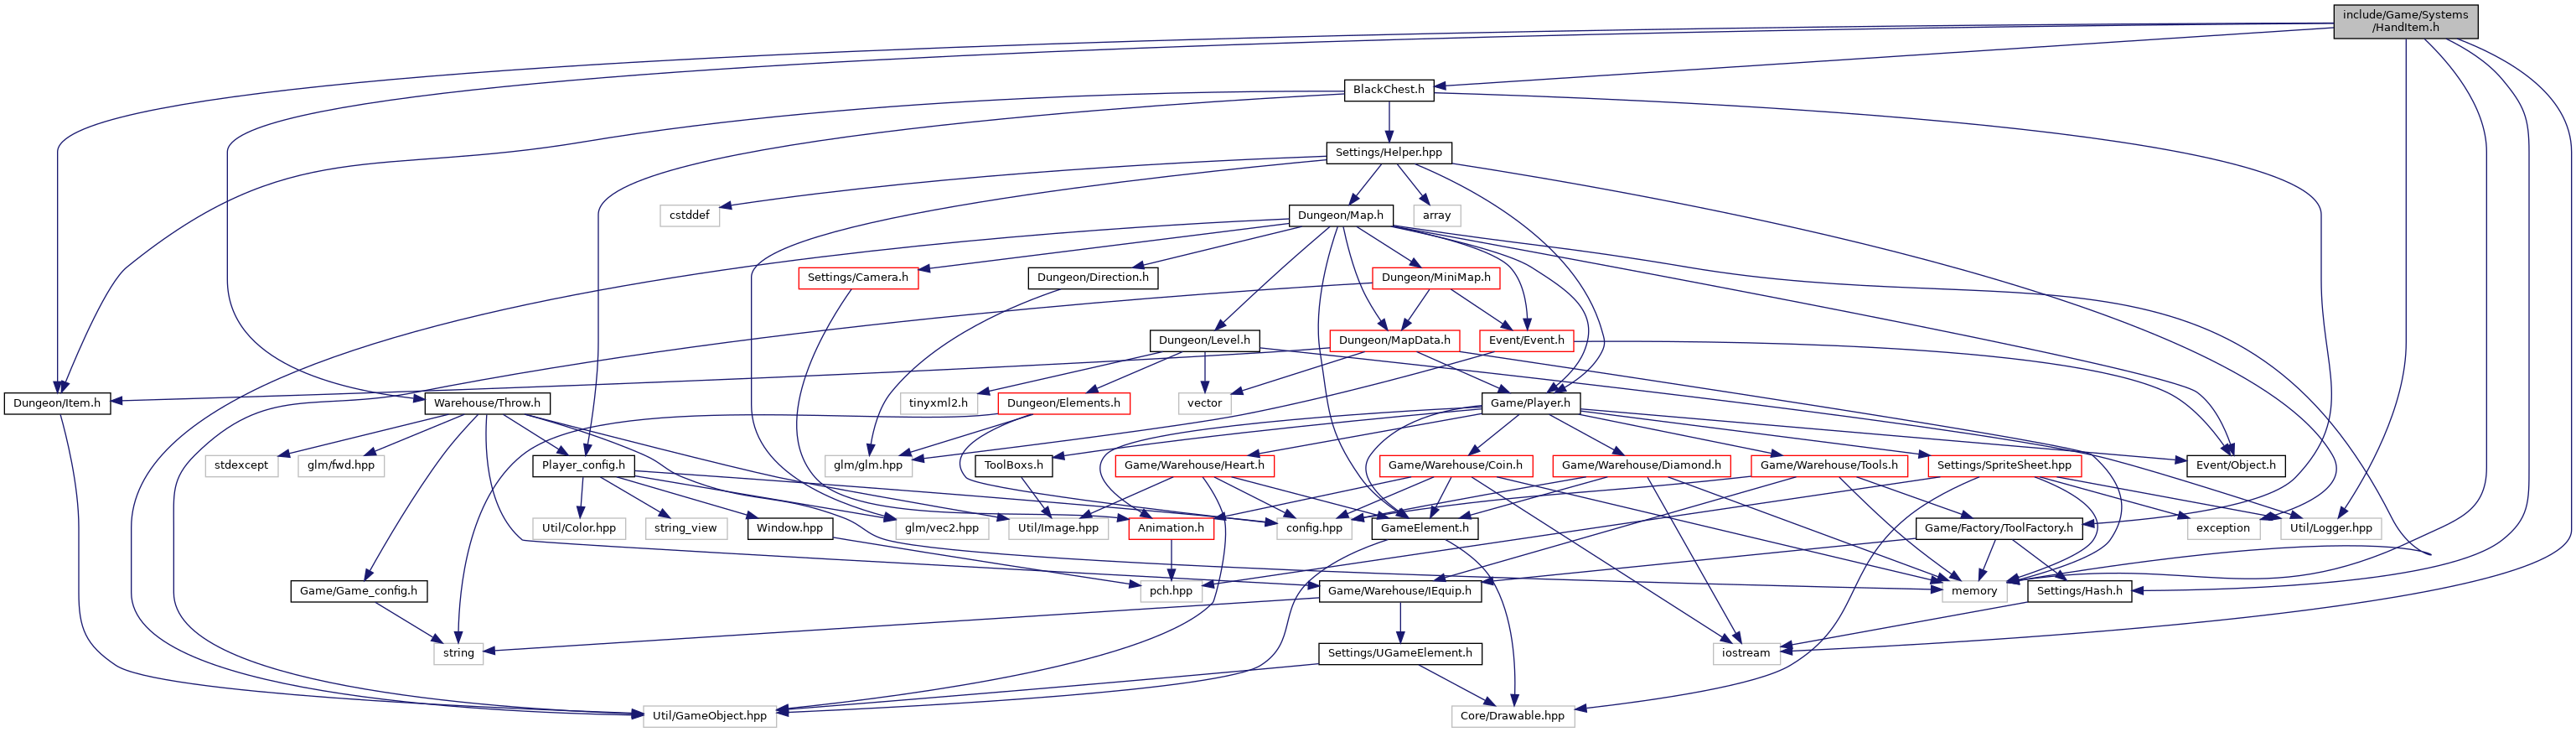 include/Game/Systems
/HandItem.h
BlackChest.h
Settings/Helper.hpp
cstddef
Dungeon/Map.h
array
Settings/Camera.h
Dungeon/Direction.h
Dungeon/MiniMap.h
Dungeon/Level.h
Dungeon/MapData.h
Event/Event.h
Dungeon/Item.h
Warehouse/Throw.h
tinyxml2.h
Dungeon/Elements.h
vector
Game/Player.h
stdexcept
glm/fwd.hpp
Player_config.h
glm/glm.hpp
ToolBoxs.h
Game/Warehouse/Heart.h
Game/Warehouse/Coin.h
Game/Warehouse/Diamond.h
Game/Warehouse/Tools.h
Settings/SpriteSheet.hpp
Event/Object.h
Util/Color.hpp
string_view
Window.hpp
glm/vec2.hpp
Util/Image.hpp
Animation.h
config.hpp
GameElement.h
Game/Factory/ToolFactory.h
exception
Util/Logger.hpp
Game/Game_config.h
pch.hpp
Game/Warehouse/IEquip.h
memory
Settings/Hash.h
string
Settings/UGameElement.h
iostream
Util/GameObject.hpp
Core/Drawable.hpp